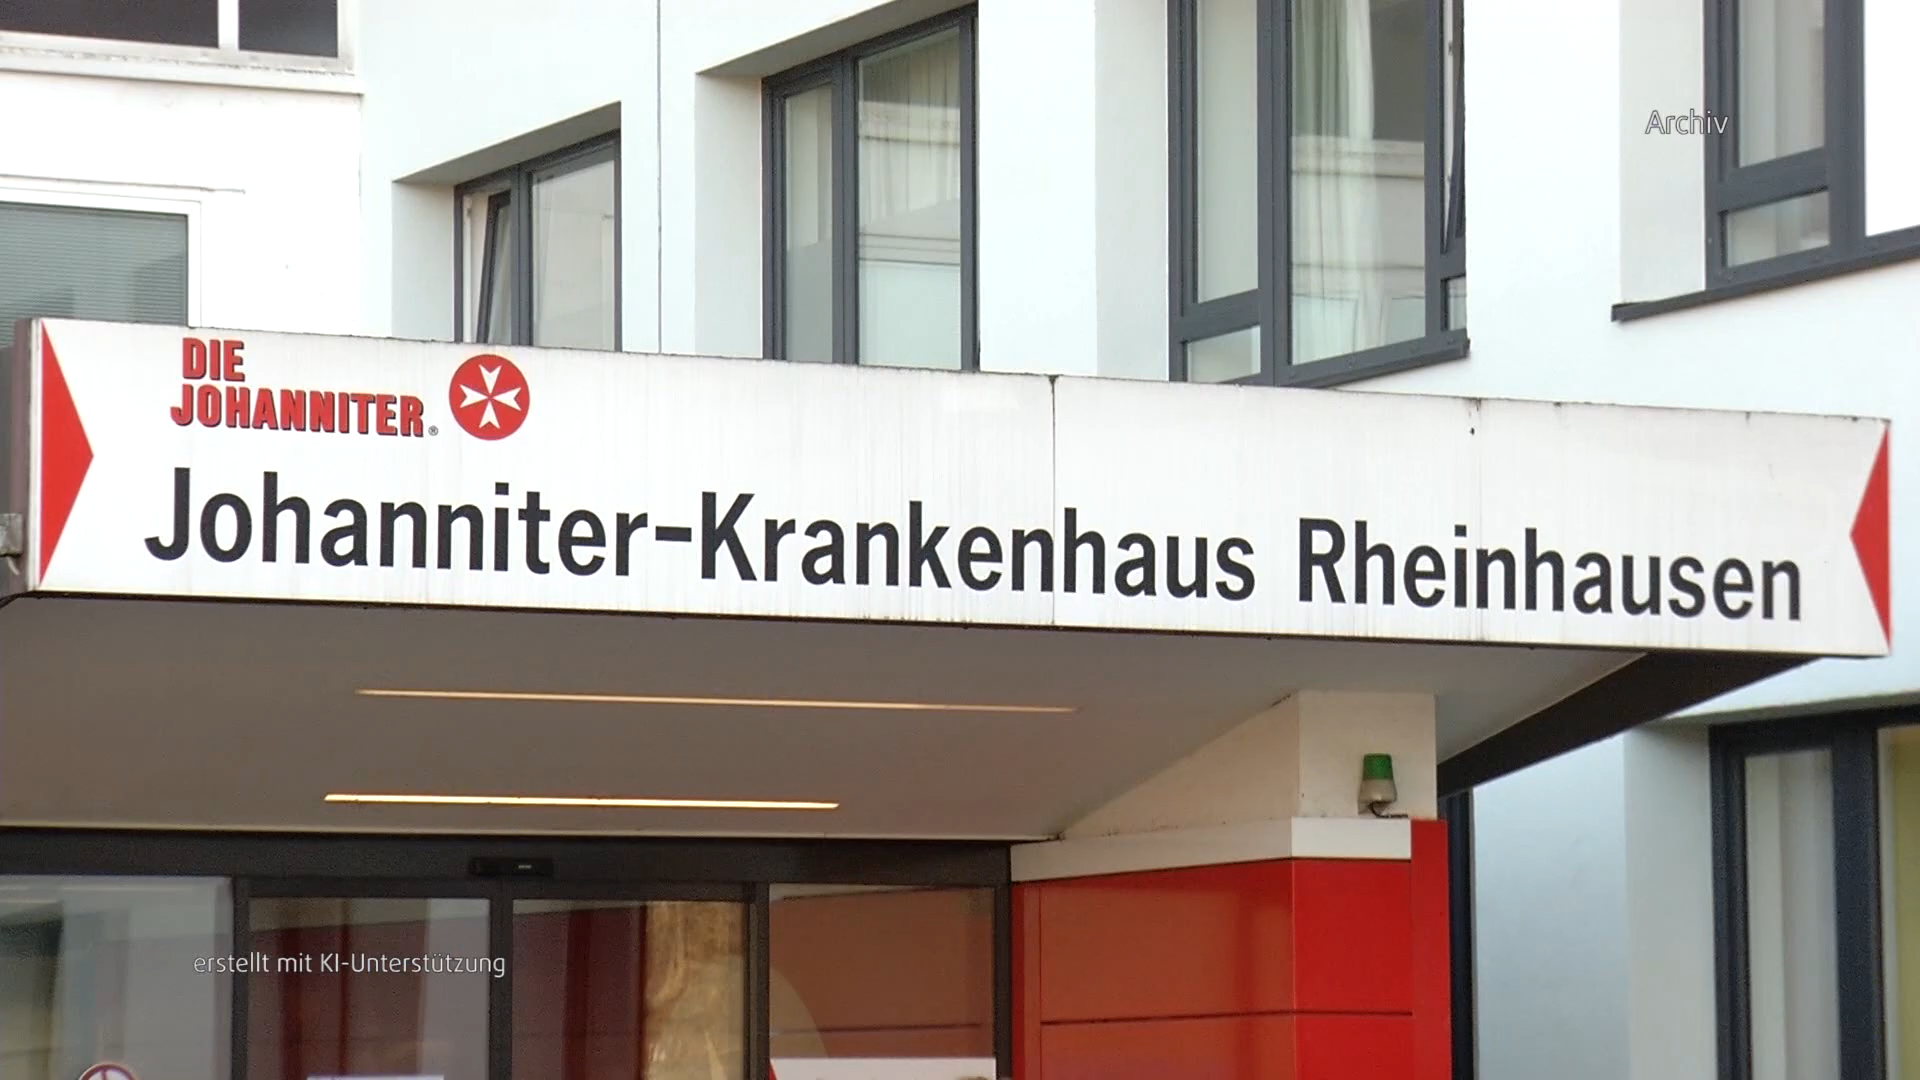 Archiv
DIE
JOHANNITER®
Johanniter-Krankenhaus Rheinhausen
erstellt mit KI-Unterstützung